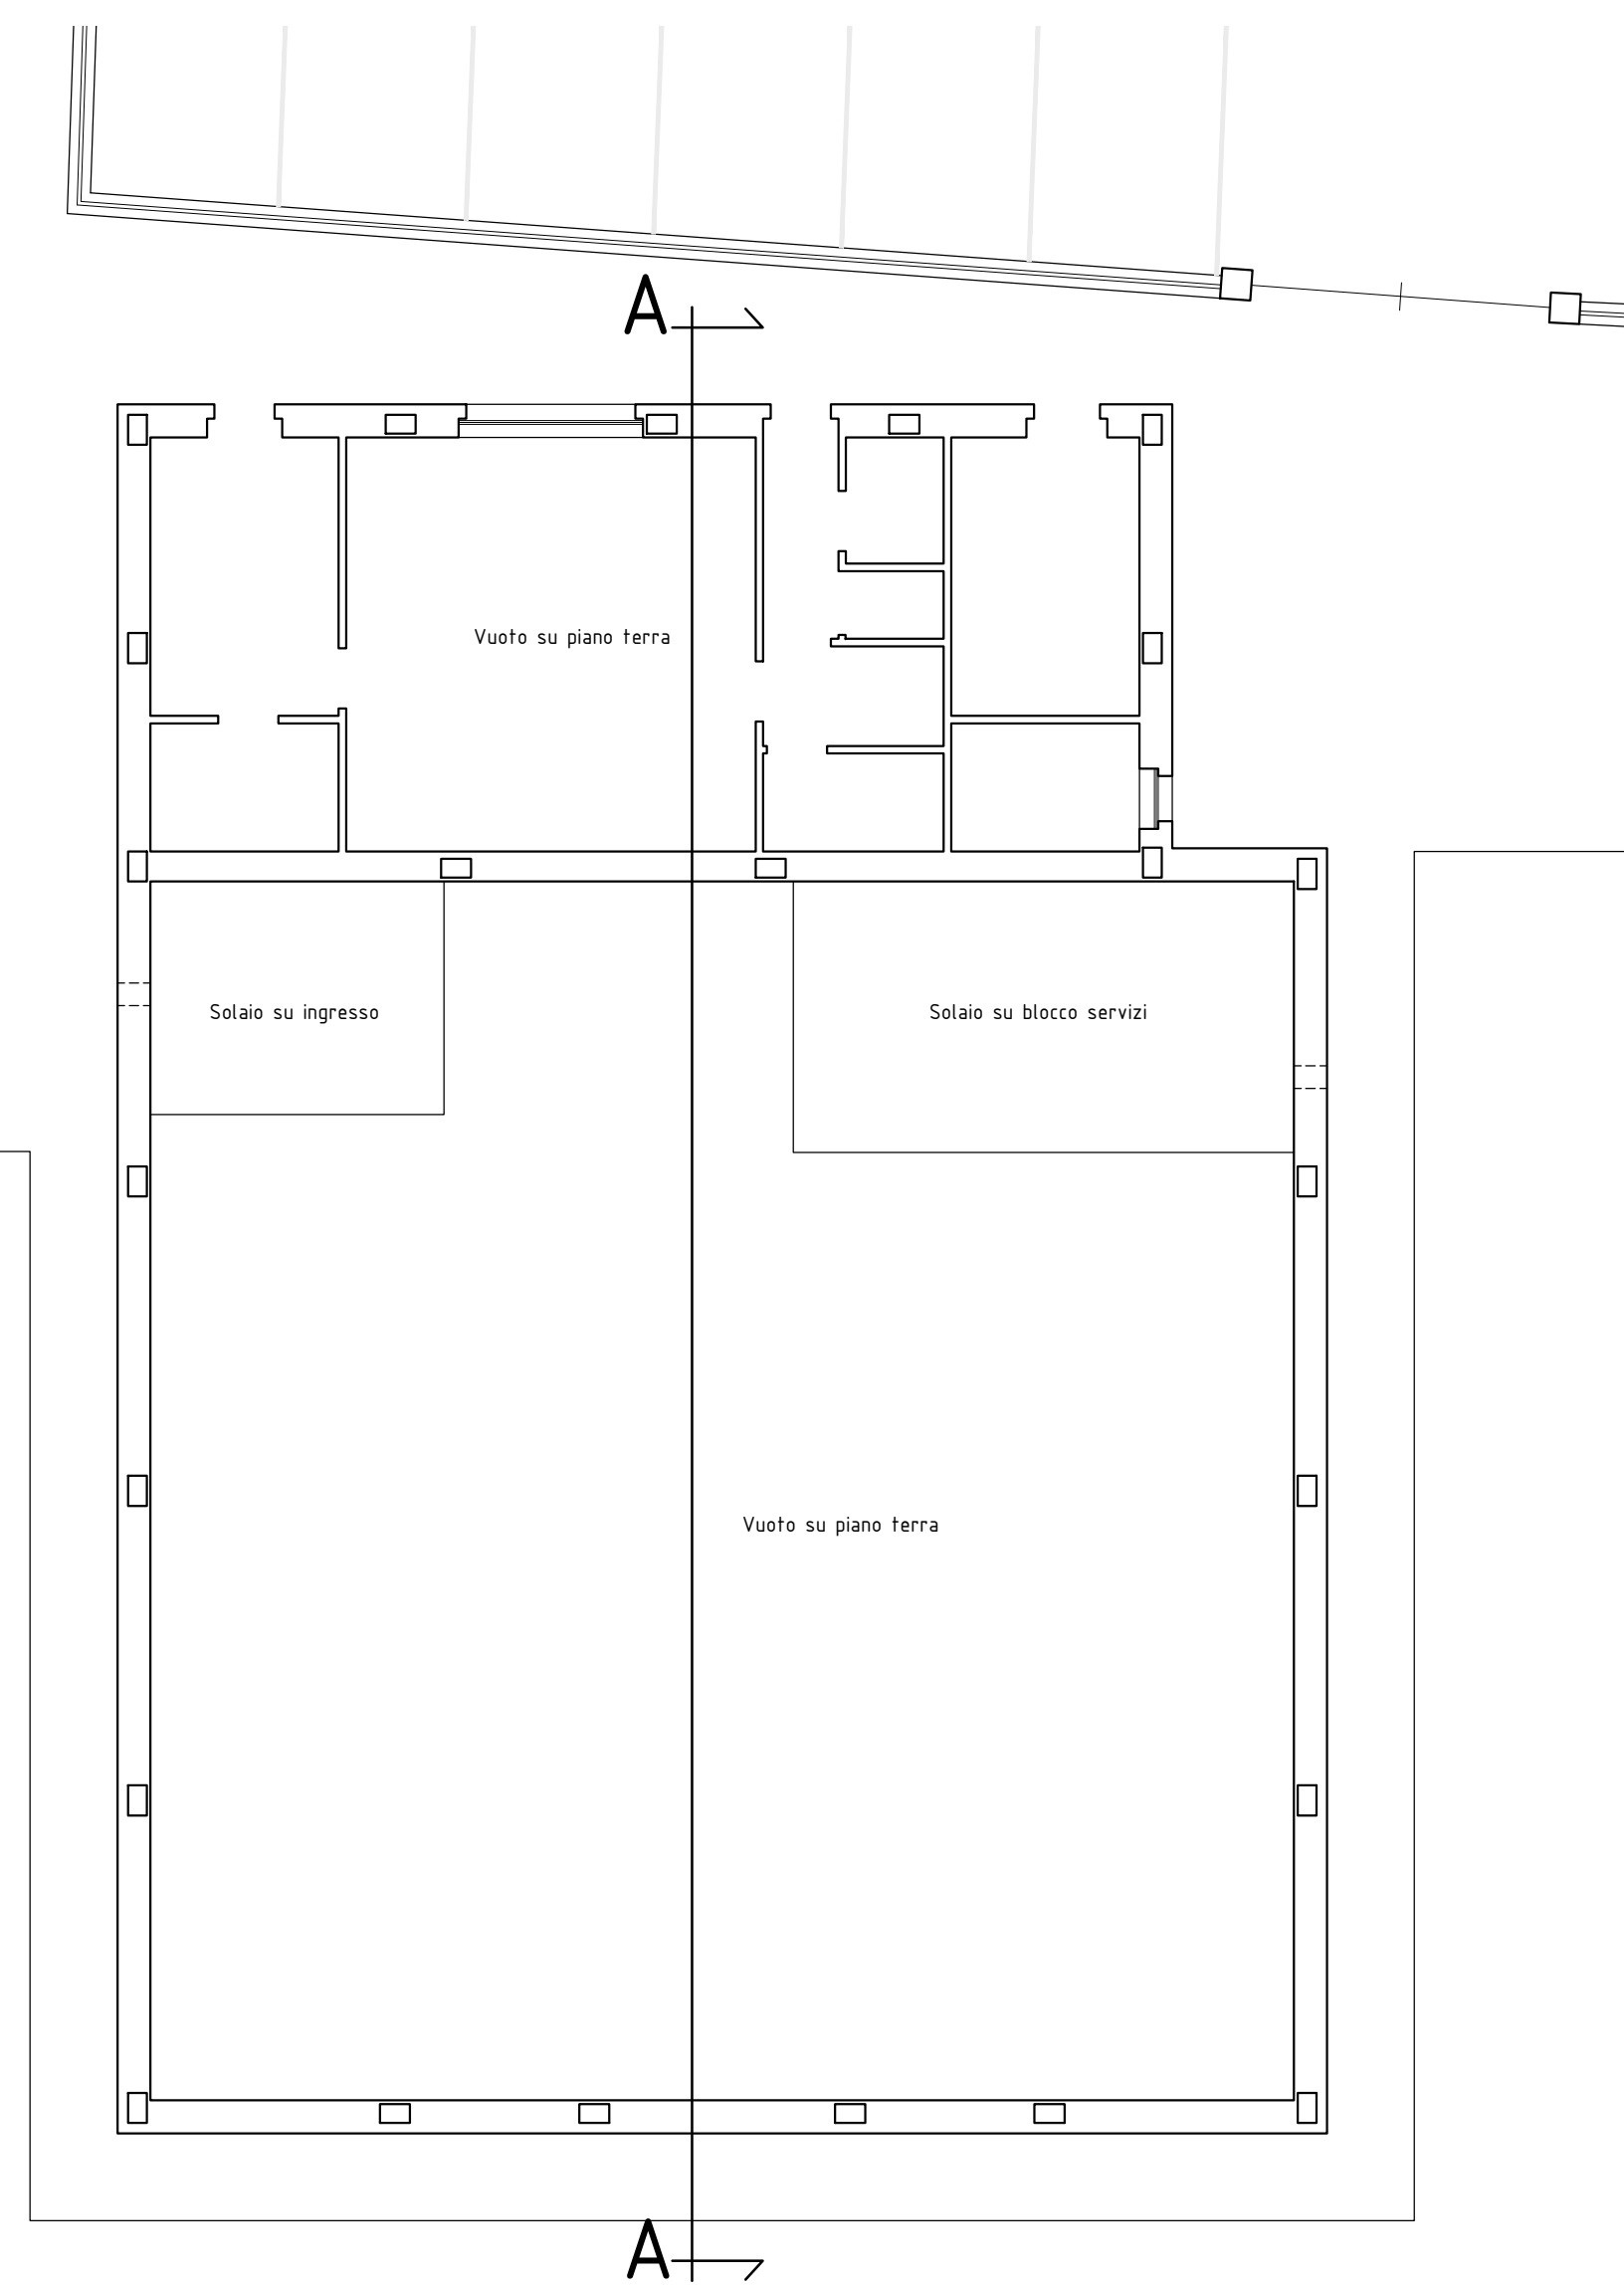 A
Vuoto su piano terra
Solaio su ingresso
Solaio su blocco servizi
Vuoto su piano terra
A